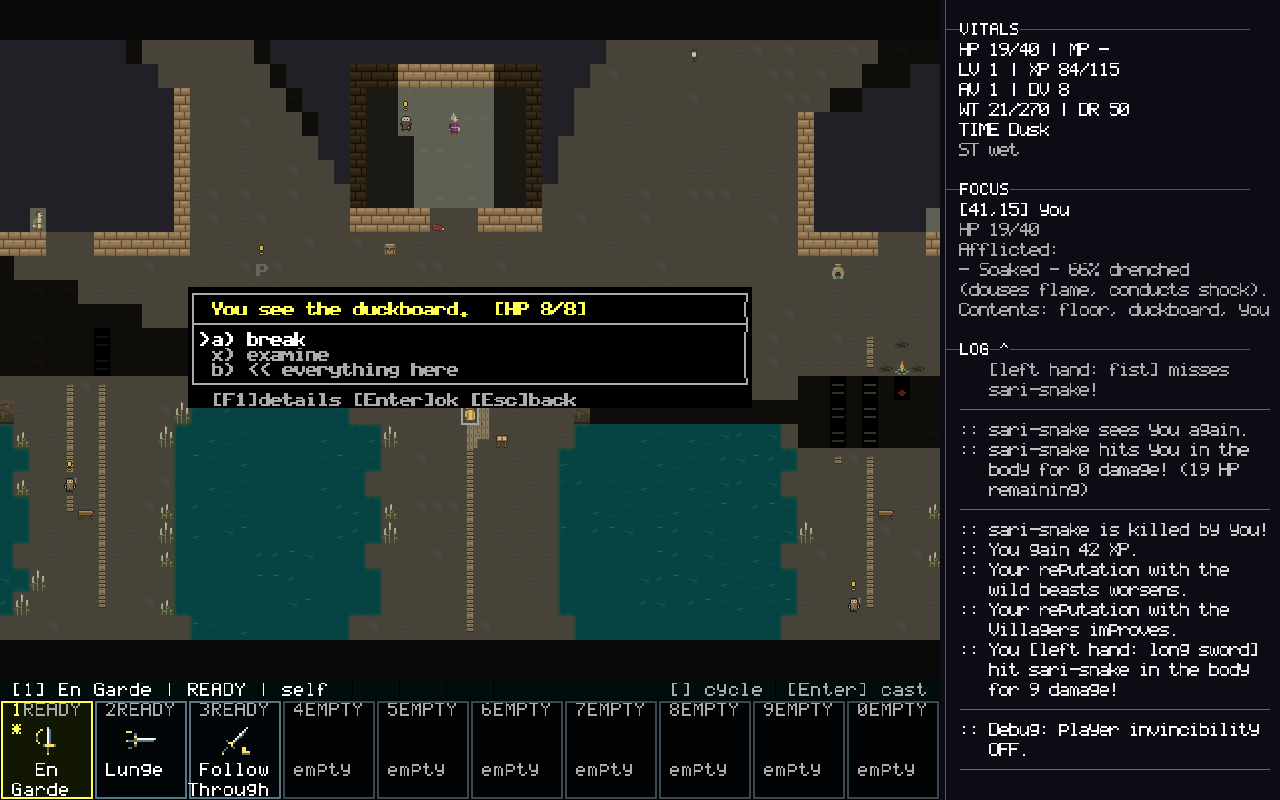 VITALS
HP 19/40 | MP -
LV 1 | XP 84/115
AV 1 | DV 8
WT 21/270 | DR 50
TIME Dusk
ST wet
FOCUS
[41,15] You
HP 19/40
Afflicted:
- Soaked - 66% drenched
(douses flame, conducts shock).
Contents: floor, duckboard, You
P
You see the duckboard. [HP 8/8]
>a) break
x) examine
b) << everything here
[F1]details [Enter]ok [Esc]back
LOG ^
[left hand: fist] misses
sari-snake!
:: sari-snake sees you again.
:: sari-snake hits you in the
body for 0 damage! (19 HP
remaining)
:: sari-snake is killed by you!
:: You gain 42 XP.
:: Your reputation with the
wild beasts worsens.
:: Your reputation with the
Villagers improves.
:: You [left hand: long sword]
hit sari-snake in the body
for 9 damage!
:: Debug: Player invincibility
OFF.
[1] En Garde | READY | self
[] cycle [Enter] cast
1READY 2READY 3READY 4EMPTY 5EMPTY 6EMPTY 7EMPTY 8EMPTY 9EMPTY 0EMPTY
*
En Garde
Lunge
Follow Through
empty empty empty empty empty empty empty